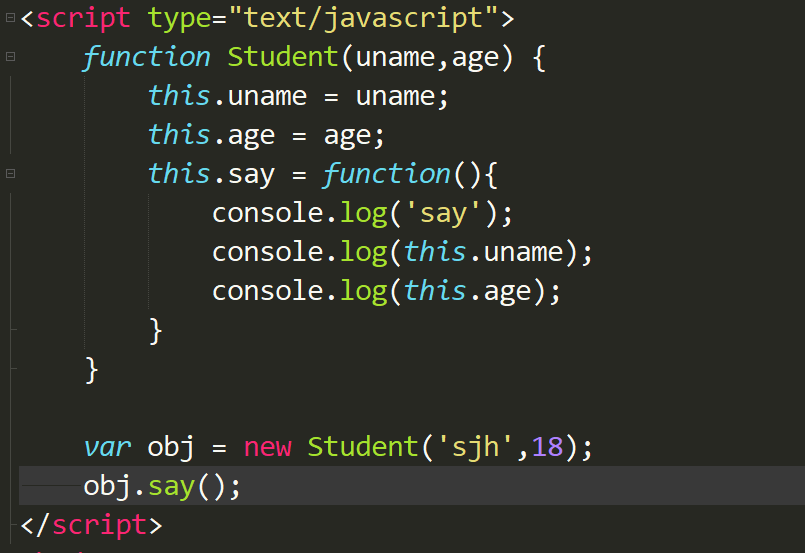 <script type="text/javascript">
    function Student(uname,age) {
        this.uname = uname;
        this.age = age;
        this.say = function(){
            console.log('say');
            console.log(this.uname);
            console.log(this.age);
        }
    }

    var obj = new Student('sjh',18);
    obj.say();
</script>